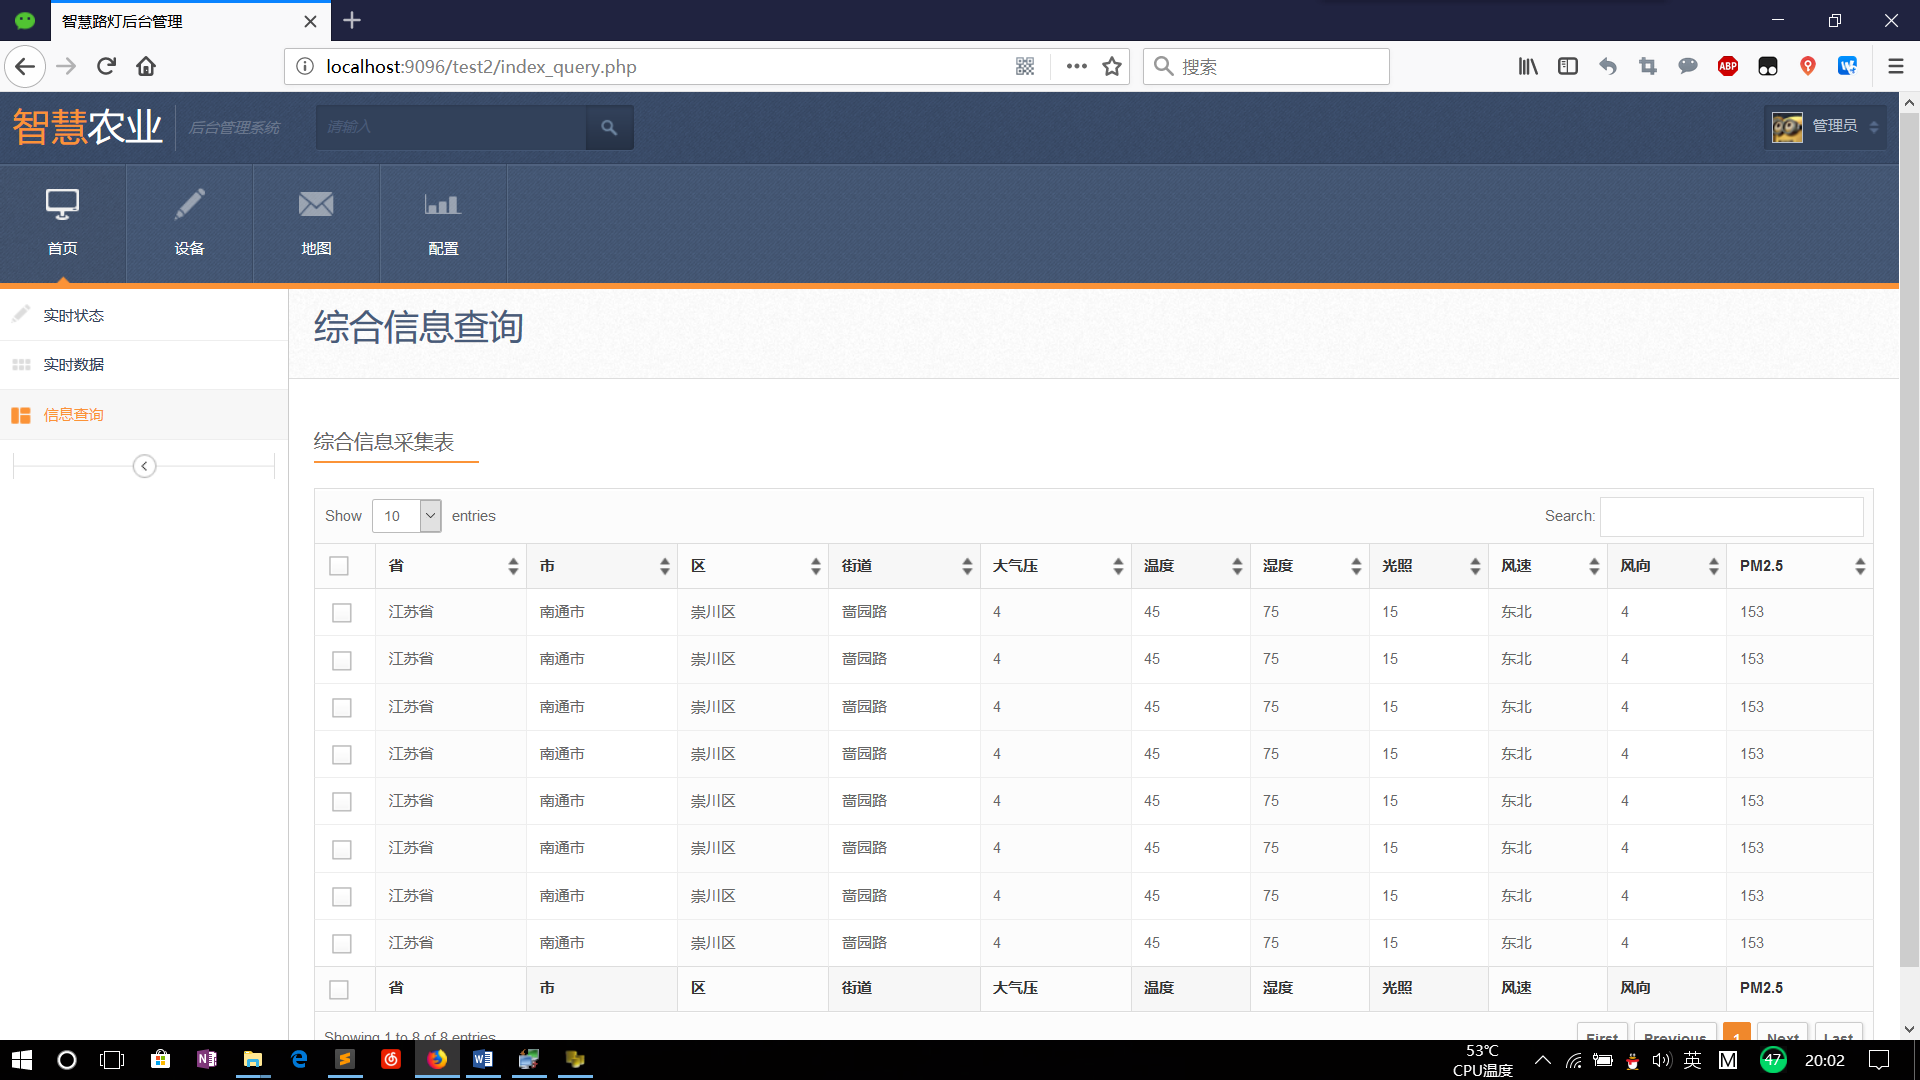 智慧路灯后台管理
localhost:9096/test2/index_query.php
搜索
ABP
智慧农业 后台管理系统 请输入 管理员
首页 设备 地图 配置
实时状态
实时数据
信息查询
综合信息查询
综合信息采集表
Show 10 entries Search:
省 市 区 街道 大气压 温度 湿度 光照 风速 风向 PM2.5
江苏省 南通市 崇川区 啬园路 4 45 75 15 东北 4 153
江苏省 南通市 崇川区 啬园路 4 45 75 15 东北 4 153
江苏省 南通市 崇川区 啬园路 4 45 75 15 东北 4 153
江苏省 南通市 崇川区 啬园路 4 45 75 15 东北 4 153
江苏省 南通市 崇川区 啬园路 4 45 75 15 东北 4 153
江苏省 南通市 崇川区 啬园路 4 45 75 15 东北 4 153
江苏省 南通市 崇川区 啬园路 4 45 75 15 东北 4 153
江苏省 南通市 崇川区 啬园路 4 45 75 15 东北 4 153
省 市 区 街道 大气压 温度 湿度 光照 风速 风向 PM2.5
Showing 1 to 8 of 8 entries First Previous 1 Next Last
53℃
CPU温度
英 M 47 20:02